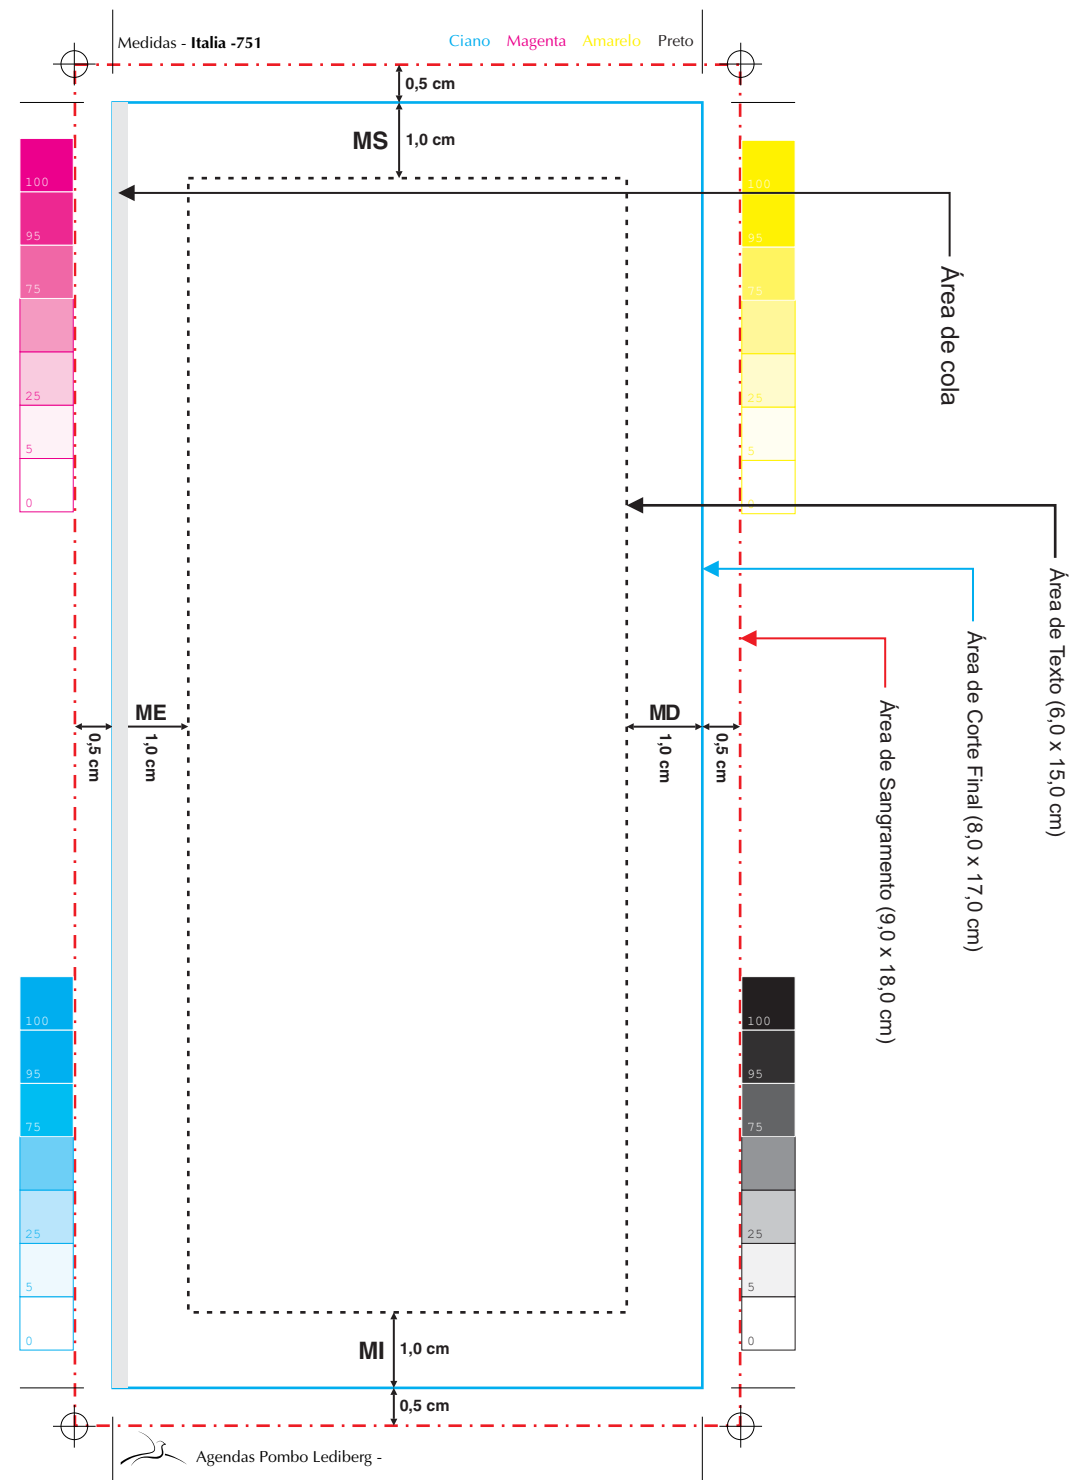 Medidas - Italia -751
Ciano Magenta Amarelo Preto
0,5 cm
MS 1,0 cm
100
95
75
25
5
0
100
95
75
25
5
0
Área de cola
Área de Texto (6,0 x 15,0 cm)
Área de Corte Final (8,0 x 17,0 cm)
Área de Sangramento (9,0 x 18,0 cm)
0,5 cm
ME
1,0 cm
MD
1,0 cm
0,5 cm
100
95
75
25
5
0
100
95
75
25
5
0
MI 1,0 cm
0,5 cm
Agendas Pombo Lediberg -